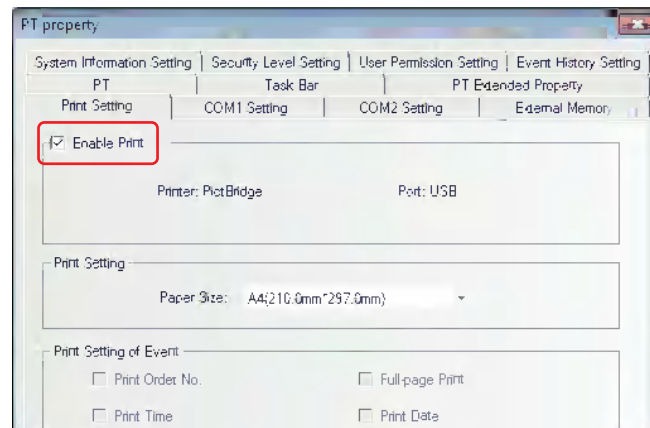 PT property
System Information Setting Security Level Setting User Permission Setting Event History Setting
PT Task Bar PT Extended Property
Print Setting COM1 Setting COM2 Setting External Memory
Enable Print
Printer: PictBridge Port: USB
Print Setting
Paper Size: A4(210.0mm*297.0mm)
Print Setting of Event
Print Order No. Full-page Print
Print Time Print Date